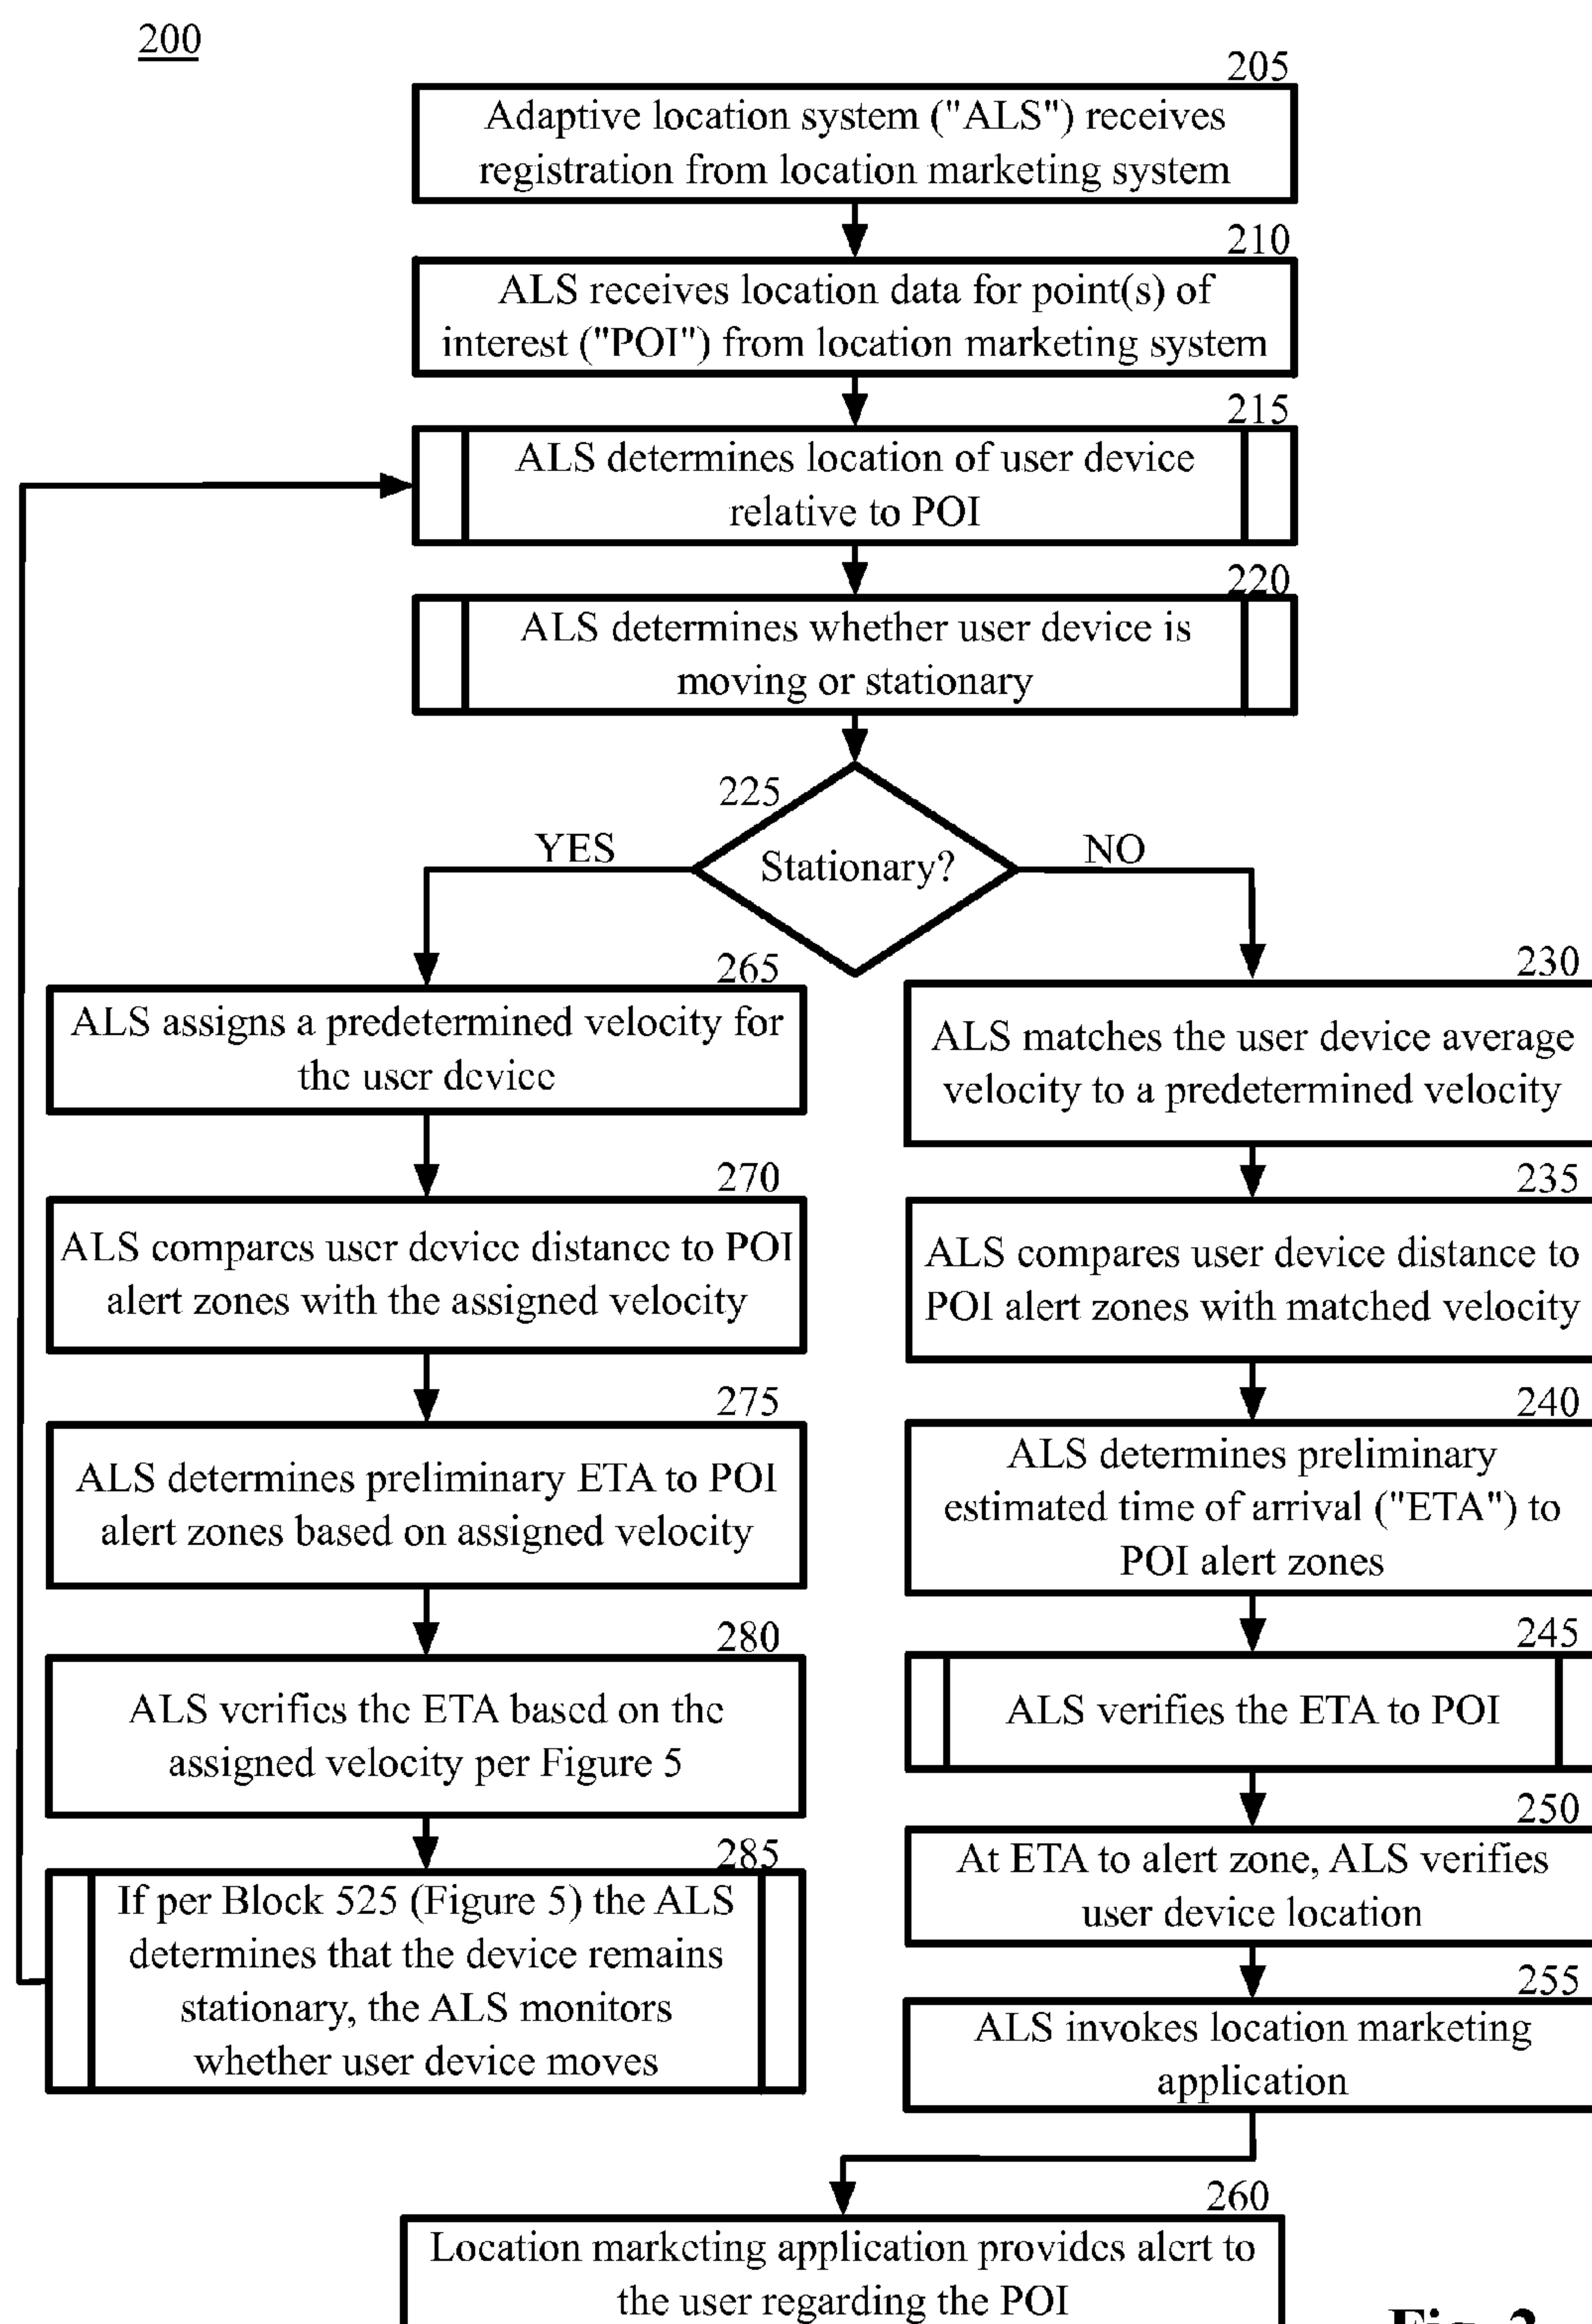 200
205
Adaptive location system ("ALS") receives
registration from location marketing system
210
ALS receives location data for point(s) of
interest ("POI") from location marketing system
215
ALS determines location of user device
relative to POI
220
ALS determines whether user device is
moving or stationary
225
Stationary?
YES
NO
265
ALS assigns a predetermined velocity for
the user device
270
ALS compares user device distance to POI
alert zones with the assigned velocity
275
ALS determines preliminary ETA to POI
alert zones based on assigned velocity
280
ALS verifies the ETA based on the
assigned velocity per Figure 5
285
If per Block 525 (Figure 5) the ALS
determines that the device remains
stationary, the ALS monitors
whether user device moves
230
ALS matches the user device average
velocity to a predetermined velocity
235
ALS compares user device distance to
POI alert zones with matched velocity
240
ALS determines preliminary
estimated time of arrival ("ETA") to
POI alert zones
245
ALS verifies the ETA to POI
250
At ETA to alert zone, ALS verifies
user device location
255
ALS invokes location marketing
application
260
Location marketing application provides alert to
the user regarding the POI